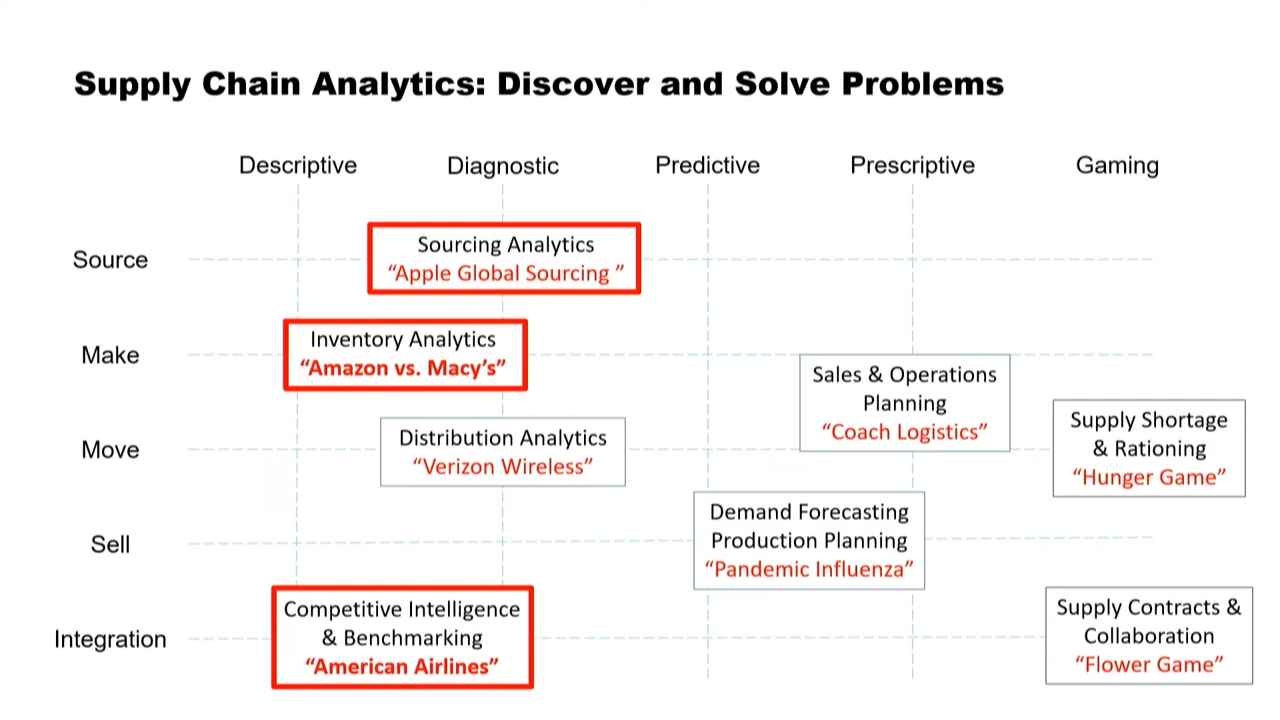 Supply Chain Analytics: Discover and Solve Problems
Descriptive
Diagnostic
Predictive
Prescriptive
Gaming
Source
Sourcing Analytics
“Apple Global Sourcing ”
Make
Inventory Analytics
“Amazon vs. Macy’s”
Sales & Operations
Planning
“Coach Logistics”
Move
Distribution Analytics
“Verizon Wireless”
Supply Shortage
& Rationing
“Hunger Game”
Sell
Demand Forecasting
Production Planning
“Pandemic Influenza”
Integration
Competitive Intelligence
& Benchmarking
“American Airlines”
Supply Contracts &
Collaboration
“Flower Game”